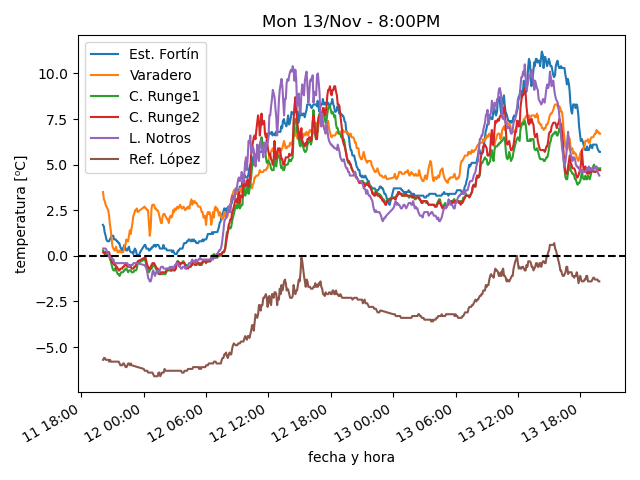 Mon 13/Nov - 8:00PM
temperatura [ºC]
10.0
7.5
5.0
2.5
0.0
−2.5
−5.0
Est. Fortín
Varadero
C. Runge1
C. Runge2
L. Notros
Ref. López
11 18:00
12 00:00
12 06:00
12 12:00
12 18:00
13 00:00
13 06:00
13 12:00
13 18:00
fecha y hora